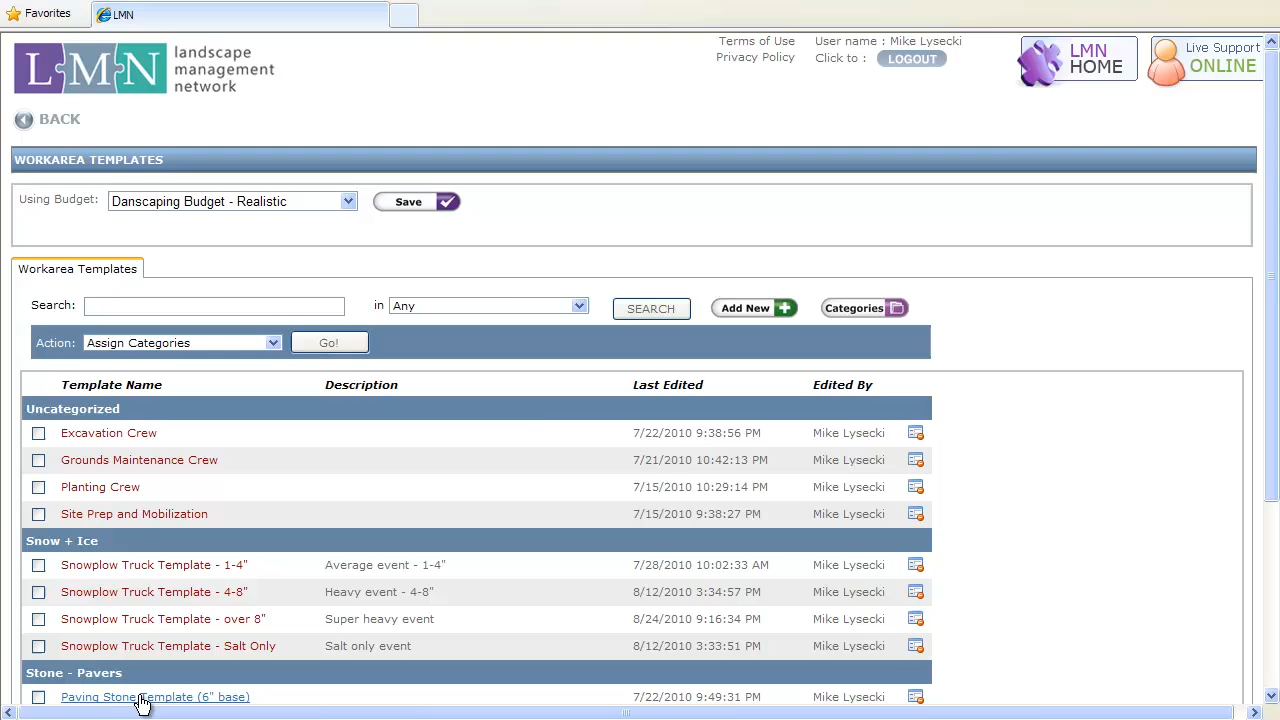 Favorites
LMN
LMN
landscape
management
network
Terms of Use
Privacy Policy
User name : Mike Lysecki
Click to : LOGOUT
LMN
HOME
Live Support
ONLINE
BACK
WORKAREA TEMPLATES
Using Budget: Danscaping Budget - Realistic Save
Workarea Templates
Search: in Any SEARCH Add New Categories
Action: Assign Categories Go!
Template Name Description Last Edited Edited By
Uncategorized
Excavation Crew 7/22/2010 9:38:56 PM Mike Lysecki
Grounds Maintenance Crew 7/21/2010 10:42:13 PM Mike Lysecki
Planting Crew 7/15/2010 10:29:14 PM Mike Lysecki
Site Prep and Mobilization 7/15/2010 9:38:27 PM Mike Lysecki
Snow + Ice
Snowplow Truck Template - 1-4" Average event - 1-4" 7/28/2010 10:02:33 AM Mike Lysecki
Snowplow Truck Template - 4-8" Heavy event - 4-8" 8/12/2010 3:34:57 PM Mike Lysecki
Snowplow Truck Template - over 8" Super heavy event 8/24/2010 9:16:34 PM Mike Lysecki
Snowplow Truck Template - Salt Only Salt only event 8/12/2010 3:33:51 PM Mike Lysecki
Stone - Pavers
Paving Stone Template (6" base) 7/22/2010 9:49:31 PM Mike Lysecki